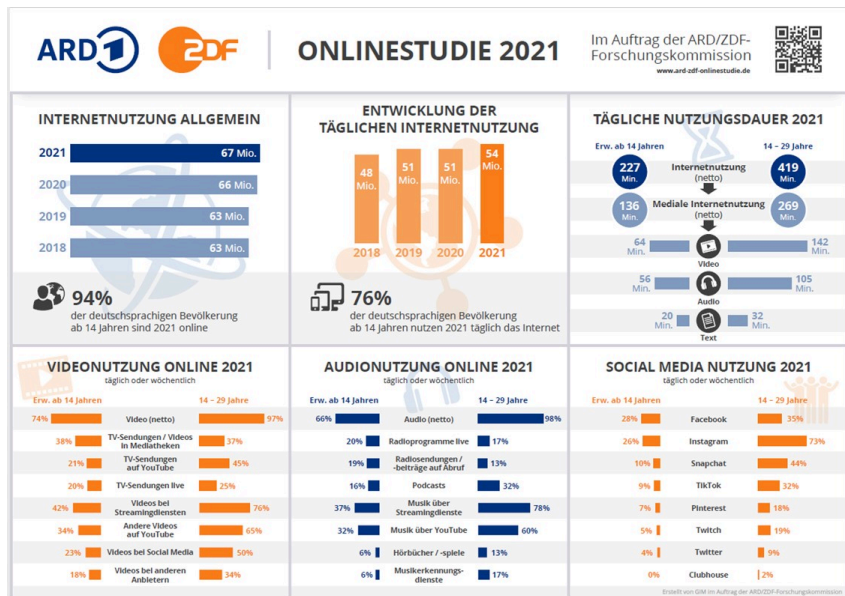 ARD 1 ZDF
ONLINESTUDIE 2021
Im Auftrag der ARD/ZDF-
Forschungskommission
www.ard-zdf-onlinestudie.de
INTERNETNUTZUNG ALLGEMEIN
2021 67 Mio.
2020 66 Mio.
2019 63 Mio.
2018 63 Mio.
94%
der deutschsprachigen Bevölkerung
ab 14 Jahren sind 2021 online
ENTWICKLUNG DER
TÄGLICHEN INTERNETNUTZUNG
48 Mio. 51 Mio. 51 Mio. 54 Mio.
2018 2019 2020 2021
76%
der deutschsprachigen Bevölkerung
ab 14 Jahren nutzen 2021 täglich das Internet
TÄGLICHE NUTZUNGSDAUER 2021
Erw. ab 14 Jahren 14 – 29 Jahre
227 Min. Internetnutzung (netto) 419 Min.
136 Min. Mediale Internetnutzung (netto) 269 Min.
64 Min. Video 142 Min.
56 Min. Audio 105 Min.
20 Min. Text 32 Min.
VIDEONUTZUNG ONLINE 2021
täglich oder wöchentlich
Erw. ab 14 Jahren 14 – 29 Jahre
74% Video (netto) 97%
38% TV-Sendungen / Videos in Mediatheken 37%
21% TV-Sendungen auf YouTube 45%
20% TV-Sendungen live 25%
42% Videos bei Streamingdiensten 76%
34% Andere Videos auf YouTube 65%
23% Videos bei Social Media 50%
18% Videos bei anderen Anbietern 34%
AUDIONUTZUNG ONLINE 2021
täglich oder wöchentlich
Erw. ab 14 Jahren 14 – 29 Jahre
66% Audio (netto) 98%
20% Radioprogramme live 17%
19% Radiosendungen / -beiträge auf Abruf 13%
16% Podcasts 32%
37% Musik über Streamingdienste 78%
32% Musik über YouTube 60%
6% Hörbücher / -spiele 13%
6% Musikerkennungs-dienste 17%
SOCIAL MEDIA NUTZUNG 2021
täglich oder wöchentlich
Erw. ab 14 Jahren 14 – 29 Jahre
28% Facebook 35%
26% Instagram 73%
10% Snapchat 44%
9% TikTok 32%
7% Pinterest 18%
5% Twitch 19%
4% Twitter 9%
0% Clubhouse 2%
Erstellt von GIM im Auftrag der ARD/ZDF-Forschungskommission